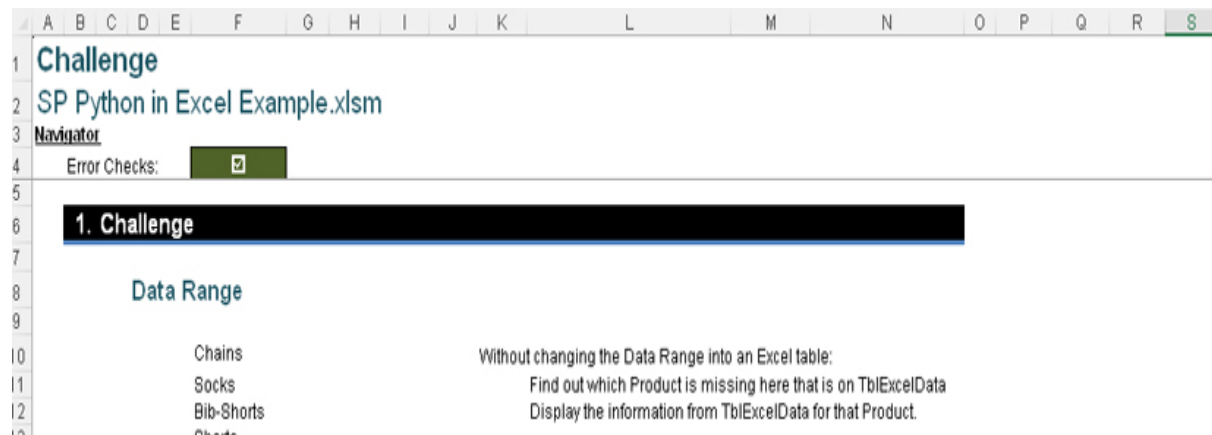 A B C D E F G H I J K L M N O P Q R S
1 Challenge
2 SP Python in Excel Example.xlsm
3 Navigator
4 Error Checks:
5
6 1. Challenge
7
8 Data Range
9
10 Chains Without changing the Data Range into an Excel table:
11 Socks Find out which Product is missing here that is on TblExcelData
12 Bib-Shorts Display the information from TblExcelData for that Product.